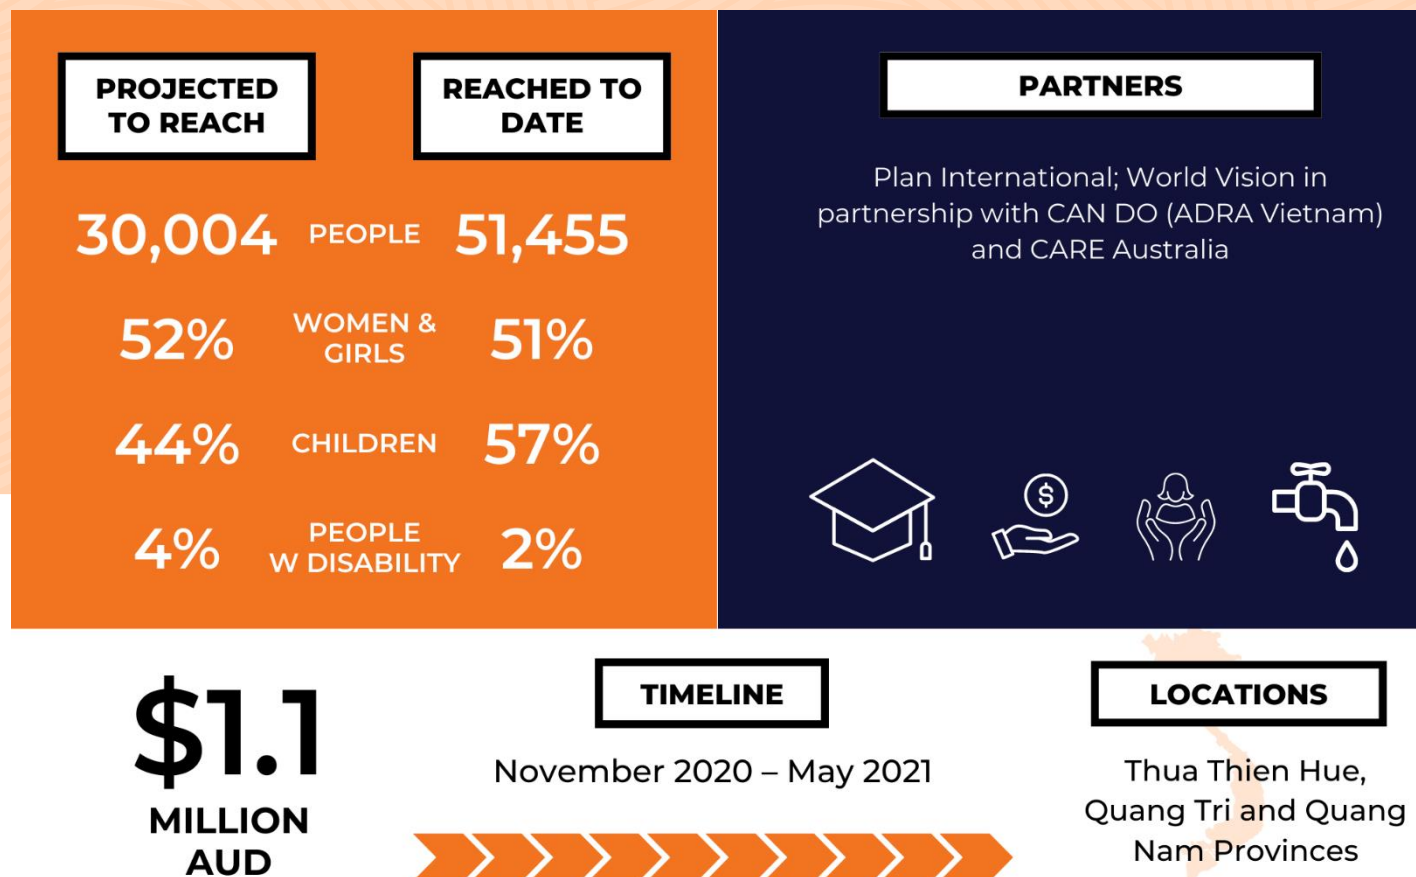 PROJECTED
TO REACH
REACHED TO
DATE
30,004 PEOPLE 51,455
52% WOMEN &
GIRLS 51%
44% CHILDREN 57%
4% PEOPLE
W DISABILITY 2%
PARTNERS
Plan International; World Vision in
partnership with CAN DO (ADRA Vietnam)
and CARE Australia
$
$1.1
MILLION
AUD
TIMELINE
November 2020 – May 2021
LOCATIONS
Thua Thien Hue,
Quang Tri and Quang
Nam Provinces